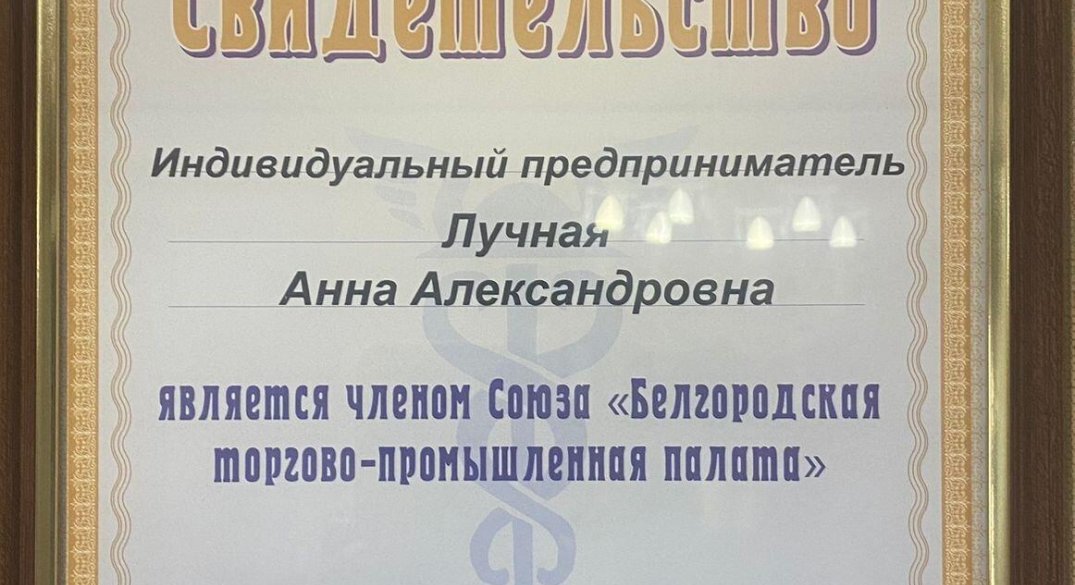 Свидетельство
Индивидуальный предприниматель
Лучная
Анна Александровна
является членом Союза «Белгородская
торгово-промышленная палата»